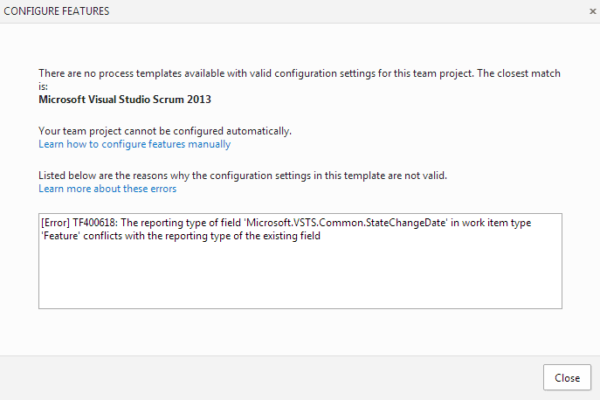 CONFIGURE FEATURES ×
There are no process templates available with valid configuration settings for this team project. The closest match
is:
Microsoft Visual Studio Scrum 2013
Your team project cannot be configured automatically.
Learn how to configure features manually
Listed below are the reasons why the configuration settings in this template are not valid.
Learn more about these errors
[Error] TF400618: The reporting type of field 'Microsoft.VSTS.Common.StateChangeDate' in work item type
'Feature' conflicts with the reporting type of the existing field
Close